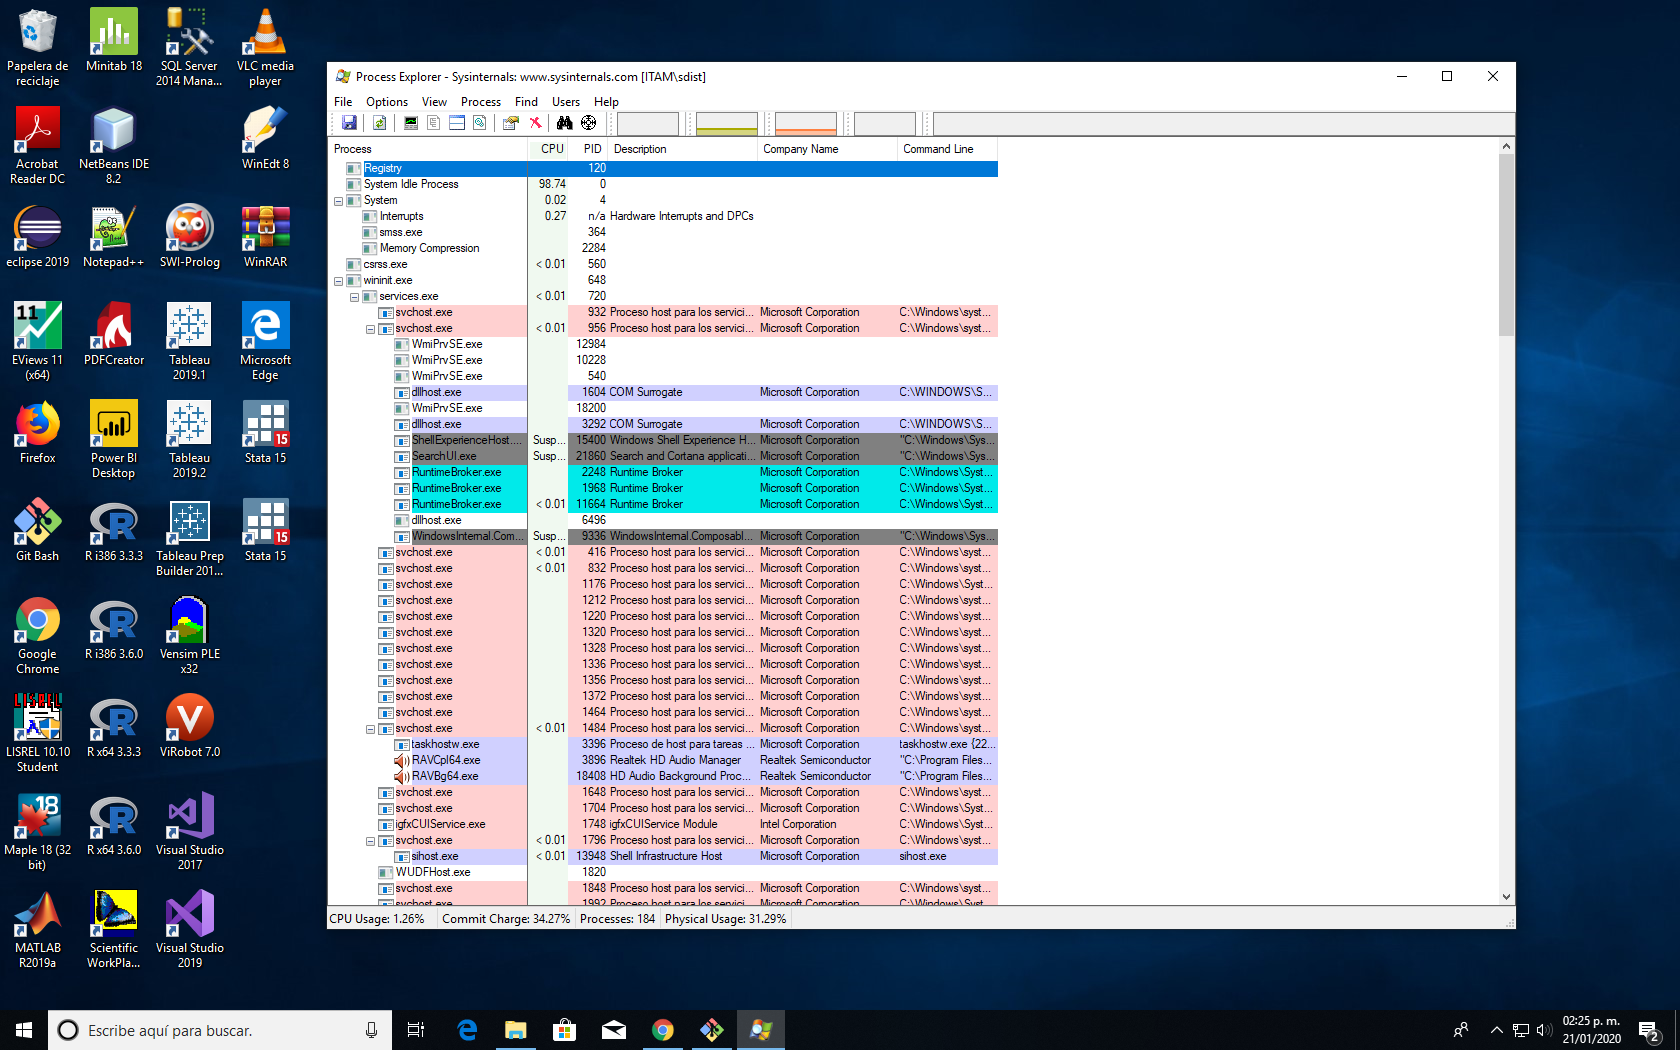 Papelera de
reciclaje
Minitab 18
SQL Server
2014 Mana...
VLC media
player
Acrobat
Reader DC
NetBeans IDE
8.2
WinEdt 8
eclipse 2019
Notepad++
SWI-Prolog
WinRAR
11
EViews 11
(x64)
PDFCreator
Tableau
2019.1
Microsoft
Edge
Firefox
Power BI
Desktop
Tableau
2019.2
15
Stata 15
Git Bash
R i386 3.3.3
Tableau Prep
Builder 201...
15
Stata 15
Google
Chrome
R i386 3.6.0
Vensim PLE
x32
LISREL
LISREL 10.10
Student
R x64 3.3.3
ViRobot 7.0
18
Maple 18 (32
bit)
R x64 3.6.0
Visual Studio
2017
MATLAB
R2019a
Scientific
WorkPla...
Visual Studio
2019
Process Explorer - Sysinternals: www.sysinternals.com [ITAM\sdist]
File Options View Process Find Users Help
Process CPU PID Description Company Name Command Line
Registry 120
System Idle Process 98.74 0
System 0.02 4
Interrupts 0.27 n/a Hardware Interrupts and DPCs
smss.exe 364
Memory Compression 2284
csrss.exe < 0.01 560
wininit.exe 648
services.exe < 0.01 720
svchost.exe 932 Proceso host para los servici... Microsoft Corporation C:\Windows\syst...
svchost.exe < 0.01 956 Proceso host para los servici... Microsoft Corporation C:\Windows\syst...
WmiPrvSE.exe 12984
WmiPrvSE.exe 10228
WmiPrvSE.exe 540
dllhost.exe 1604 COM Surrogate Microsoft Corporation C:\WINDOWS\S...
WmiPrvSE.exe 18200
dllhost.exe 3292 COM Surrogate Microsoft Corporation C:\WINDOWS\S...
ShellExperienceHost.... Susp... 15400 Windows Shell Experience H... Microsoft Corporation "C:\Windows\Sys...
SearchUI.exe Susp... 21860 Search and Cortana applicati... Microsoft Corporation "C:\Windows\Sys...
RuntimeBroker.exe 2248 Runtime Broker Microsoft Corporation C:\Windows\Syst...
RuntimeBroker.exe 1968 Runtime Broker Microsoft Corporation C:\Windows\Syst...
RuntimeBroker.exe < 0.01 11664 Runtime Broker Microsoft Corporation C:\Windows\Syst...
dllhost.exe 6496
WindowsInternal.Com... Susp... 9336 WindowsInternal.Composabl... Microsoft Corporation "C:\Windows\Sys...
svchost.exe < 0.01 416 Proceso host para los servici... Microsoft Corporation C:\Windows\syst...
svchost.exe < 0.01 832 Proceso host para los servici... Microsoft Corporation C:\Windows\syst...
svchost.exe 1176 Proceso host para los servici... Microsoft Corporation C:\Windows\Syst...
svchost.exe 1212 Proceso host para los servici... Microsoft Corporation C:\Windows\syst...
svchost.exe 1220 Proceso host para los servici... Microsoft Corporation C:\Windows\syst...
svchost.exe 1320 Proceso host para los servici... Microsoft Corporation C:\Windows\syst...
svchost.exe 1328 Proceso host para los servici... Microsoft Corporation C:\Windows\syst...
svchost.exe 1336 Proceso host para los servici... Microsoft Corporation C:\Windows\syst...
svchost.exe 1356 Proceso host para los servici... Microsoft Corporation C:\Windows\syst...
svchost.exe 1372 Proceso host para los servici... Microsoft Corporation C:\Windows\syst...
svchost.exe 1464 Proceso host para los servici... Microsoft Corporation C:\Windows\syst...
svchost.exe < 0.01 1484 Proceso host para los servici... Microsoft Corporation C:\Windows\syst...
taskhostw.exe 3396 Proceso de host para tareas ... Microsoft Corporation taskhostw.exe {22...
RAVCpl64.exe 3896 Realtek HD Audio Manager Realtek Semiconductor "C:\Program Files...
RAVBg64.exe 18408 HD Audio Background Proc... Realtek Semiconductor "C:\Program Files...
svchost.exe 1648 Proceso host para los servici... Microsoft Corporation C:\Windows\syst...
svchost.exe 1704 Proceso host para los servici... Microsoft Corporation C:\Windows\Syst...
igfxCUIService.exe 1748 igfxCUIService Module Intel Corporation C:\Windows\Syst...
svchost.exe < 0.01 1796 Proceso host para los servici... Microsoft Corporation C:\Windows\syst...
sihost.exe < 0.01 13948 Shell Infrastructure Host Microsoft Corporation sihost.exe
WUDFHost.exe 1820
svchost.exe 1848 Proceso host para los servici... Microsoft Corporation C:\Windows\syst...
svchost.exe 1992 Proceso host para los servici... Microsoft Corporation C:\Windows\Syst...
CPU Usage: 1.26% Commit Charge: 34.27% Processes: 184 Physical Usage: 31.29%
Escribe aquí para buscar.
02:25 p. m.
21/01/2020
2